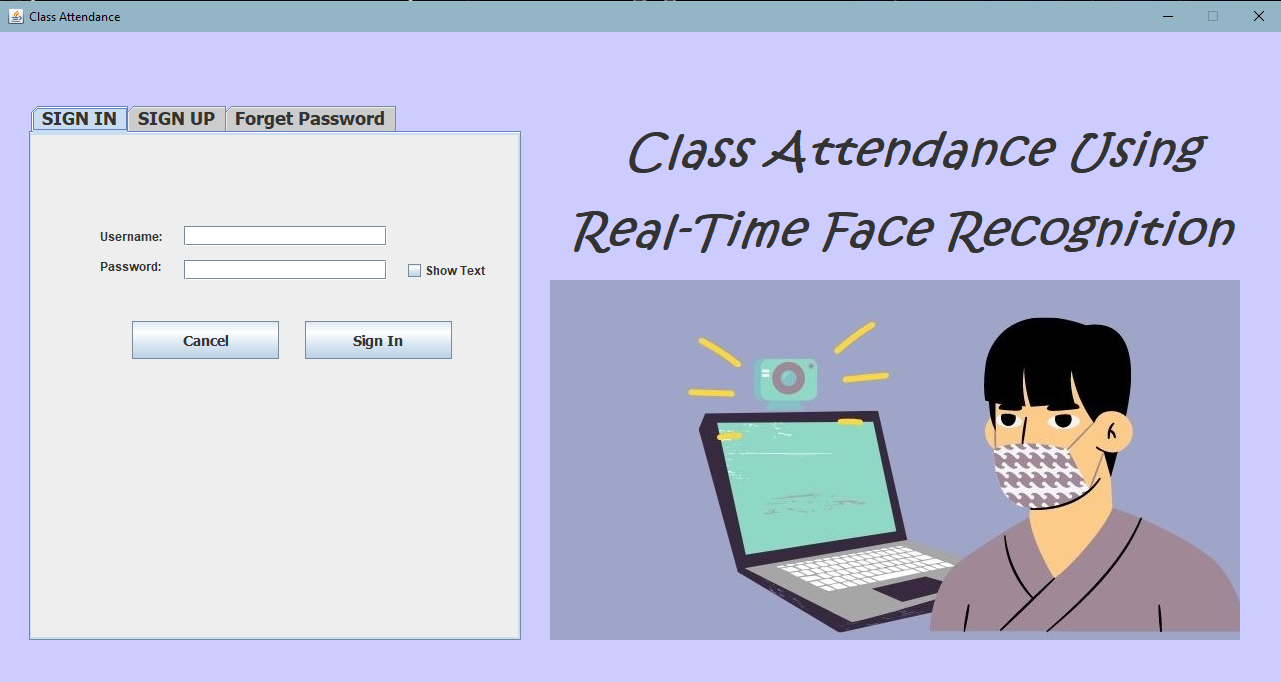 Class Attendance
SIGN IN SIGN UP Forget Password
Class Attendance Using
Real-Time Face Recognition
Username:
Password:
Show Text
Cancel Sign In